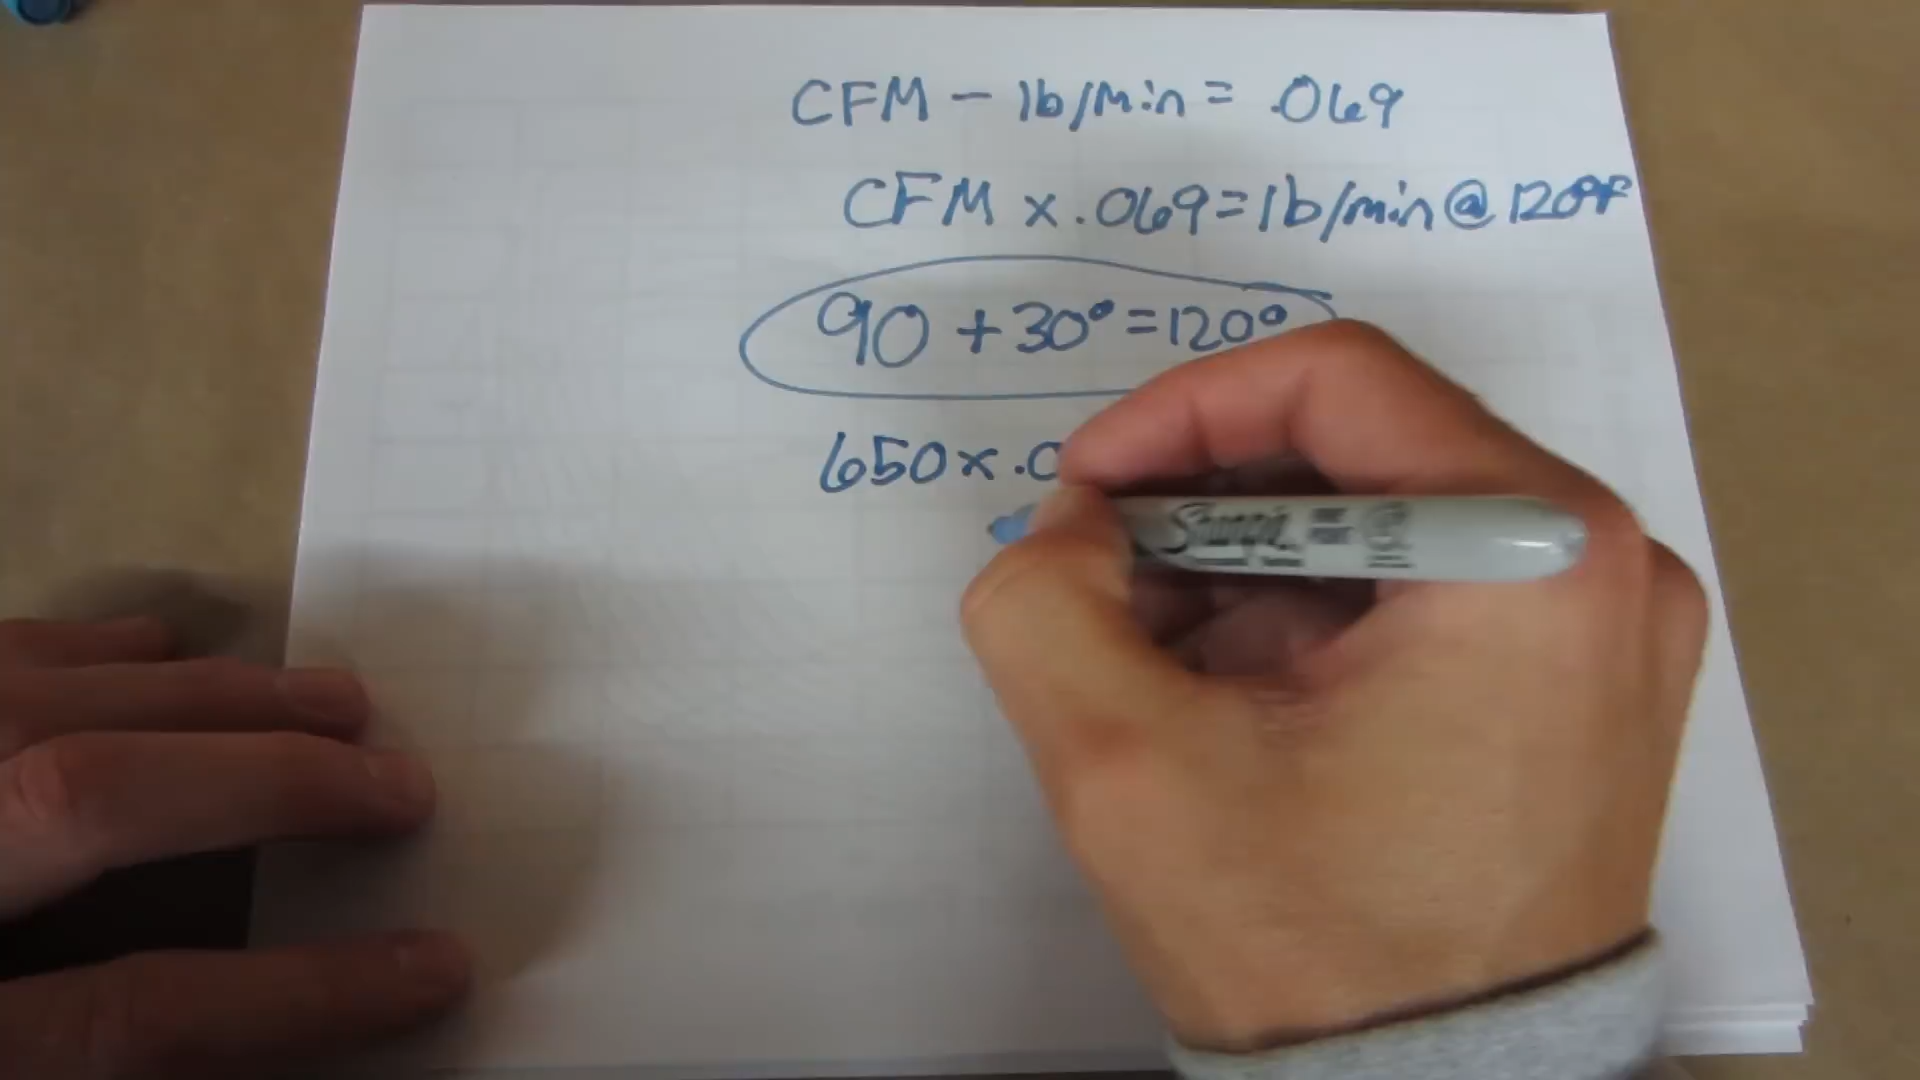 CFM - lb/min = .069
CFM x .069 = lb/min @ 120°F
90 + 30° = 120°
650 x .0
Sharpie